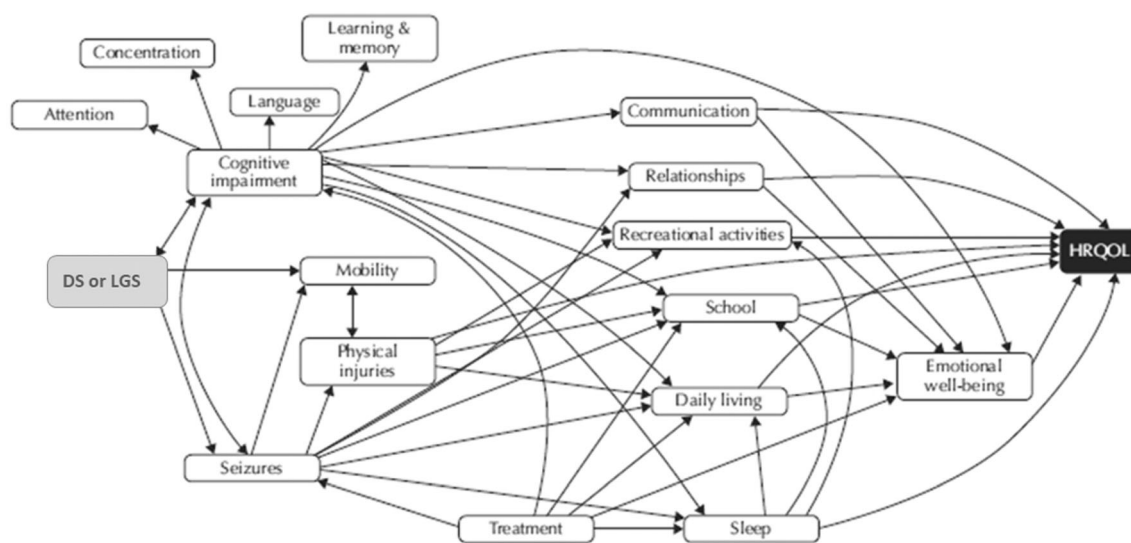 Learning &
memory
Concentration
Language
Attention
Communication
Cognitive
impairment
Relationships
Recreational activities
HRQOL
DS or LGS
Mobility
School
Physical
injuries
Emotional
well-being
Daily living
Seizures
Treatment
Sleep